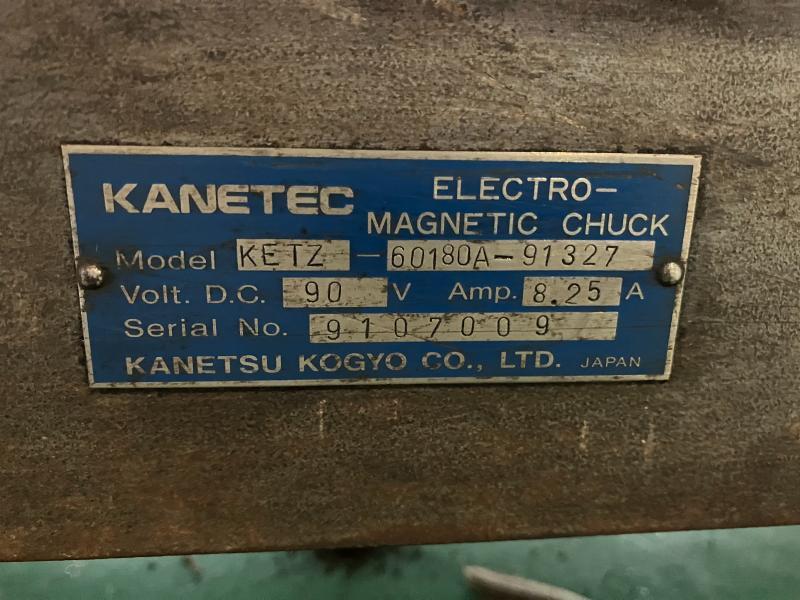 KANETEC
ELECTRO-
MAGNETIC CHUCK
Model KETZ -60180A-91327
Volt. D.C. 90 V Amp. 8.25 A
Serial No. 9107009
KANETSU KOGYO CO., LTD. JAPAN